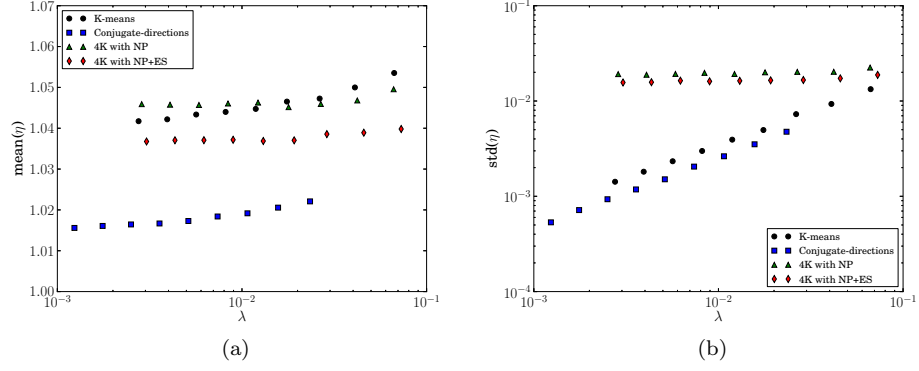 1.07
1.06
1.05
1.04
1.03
1.02
1.01
1.00
mean(η)
K-means
Conjugate-directions
4K with NP
4K with NP+ES
10⁻³
10⁻²
10⁻¹
λ
(a)
10⁻¹
10⁻²
10⁻³
10⁻⁴
std(η)
K-means
Conjugate-directions
4K with NP
4K with NP+ES
10⁻³
10⁻²
10⁻¹
λ
(b)